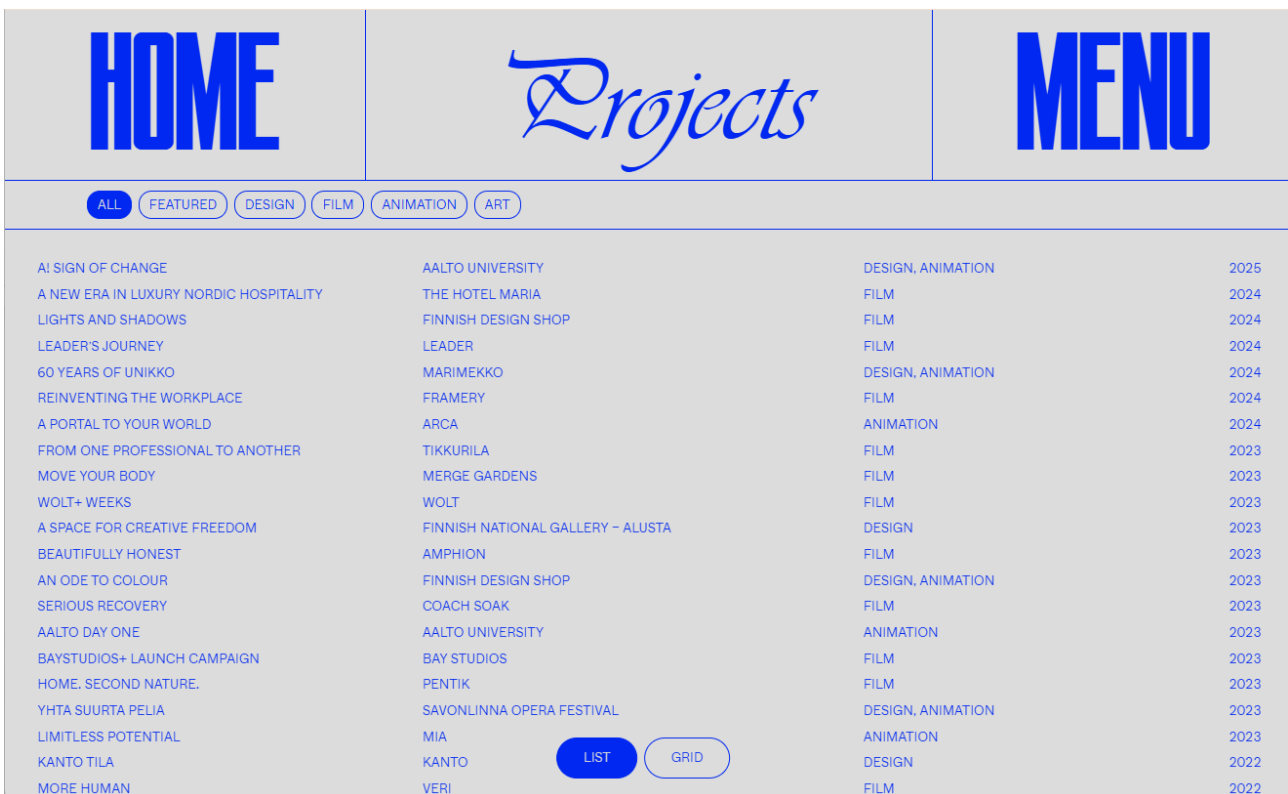 HOME Projects MENU
ALL FEATURED DESIGN FILM ANIMATION ART
A! SIGN OF CHANGE AALTO UNIVERSITY DESIGN, ANIMATION 2025
A NEW ERA IN LUXURY NORDIC HOSPITALITY THE HOTEL MARIA FILM 2024
LIGHTS AND SHADOWS FINNISH DESIGN SHOP FILM 2024
LEADER'S JOURNEY LEADER FILM 2024
60 YEARS OF UNIKKO MARIMEKKO DESIGN, ANIMATION 2024
REINVENTING THE WORKPLACE FRAMERY FILM 2024
A PORTAL TO YOUR WORLD ARCA ANIMATION 2024
FROM ONE PROFESSIONAL TO ANOTHER TIKKURILA FILM 2023
MOVE YOUR BODY MERGE GARDENS FILM 2023
WOLT+ WEEKS WOLT FILM 2023
A SPACE FOR CREATIVE FREEDOM FINNISH NATIONAL GALLERY – ALUSTA DESIGN 2023
BEAUTIFULLY HONEST AMPHION FILM 2023
AN ODE TO COLOUR FINNISH DESIGN SHOP DESIGN, ANIMATION 2023
SERIOUS RECOVERY COACH SOAK FILM 2023
AALTO DAY ONE AALTO UNIVERSITY ANIMATION 2023
BAYSTUDIOS+ LAUNCH CAMPAIGN BAY STUDIOS FILM 2023
HOME. SECOND NATURE. PENTIK FILM 2023
YHTA SUURTA PELIA SAVONLINNA OPERA FESTIVAL DESIGN, ANIMATION 2023
LIMITLESS POTENTIAL MIA ANIMATION 2023
LIST GRID
KANTO TILA KANTO DESIGN 2022
MORE HUMAN VERI FILM 2022